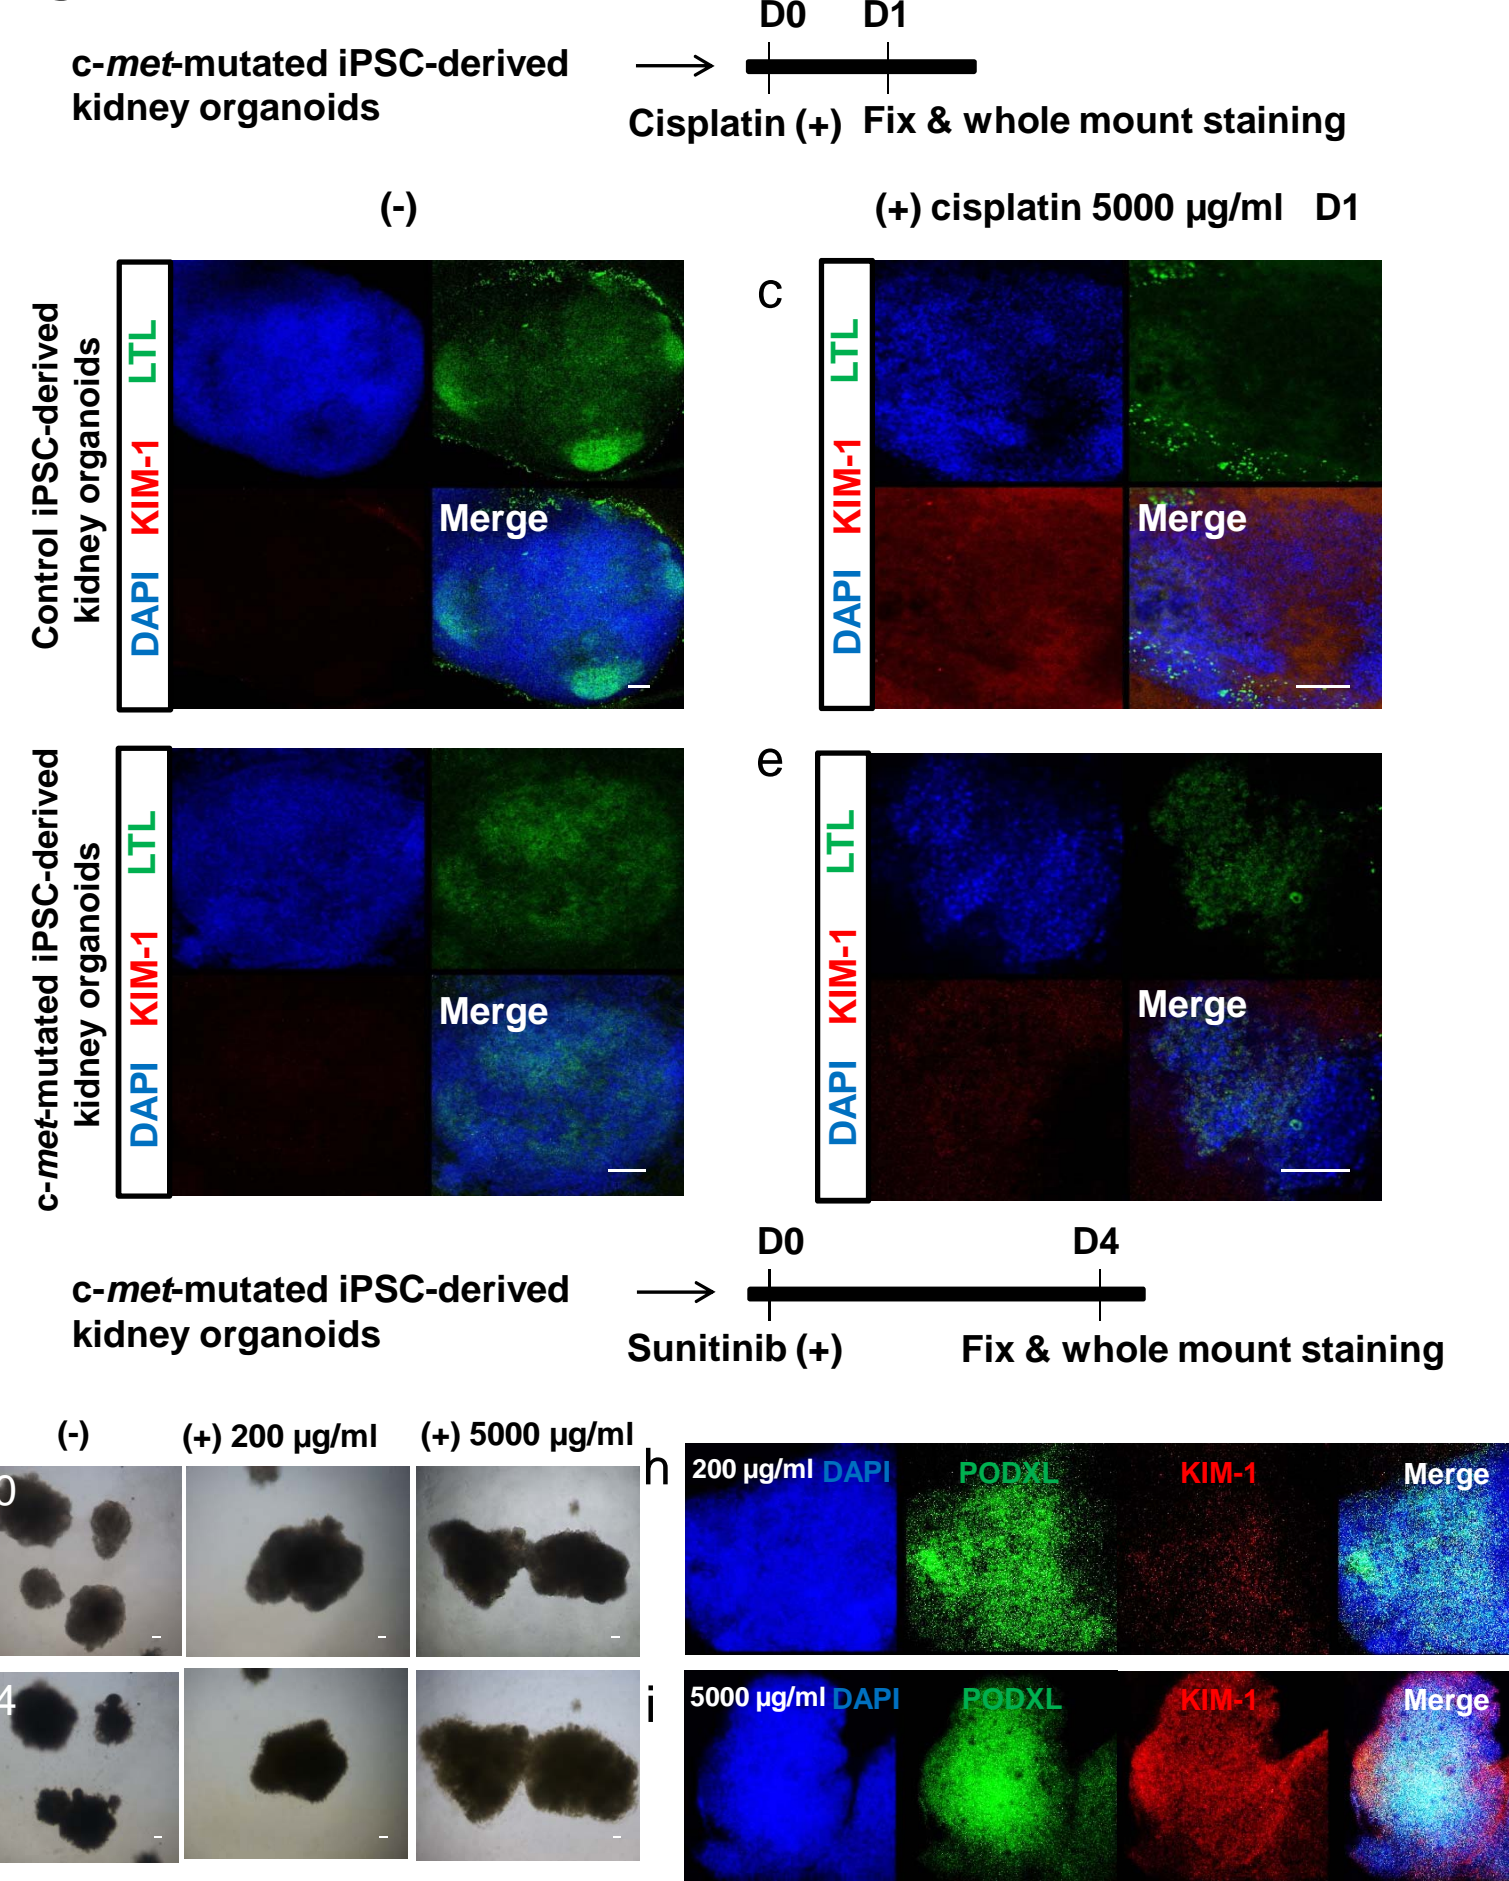 D0 D1
c-met-mutated iPSC-derived
kidney organoids
Cisplatin (+) Fix & whole mount staining
(-)
(+) cisplatin 5000 µg/ml D1
Control iPSC-derived
kidney organoids
DAPI KIM-1 LTL
Merge
c
DAPI KIM-1 LTL
Merge
c-met-mutated iPSC-derived
kidney organoids
DAPI KIM-1 LTL
Merge
e
DAPI KIM-1 LTL
Merge
D0 D4
c-met-mutated iPSC-derived
kidney organoids
Sunitinib (+) Fix & whole mount staining
(-) (+) 200 µg/ml (+) 5000 µg/ml
0
4
h
200 µg/ml DAPI PODXL KIM-1 Merge
i
5000 µg/ml DAPI PODXL KIM-1 Merge